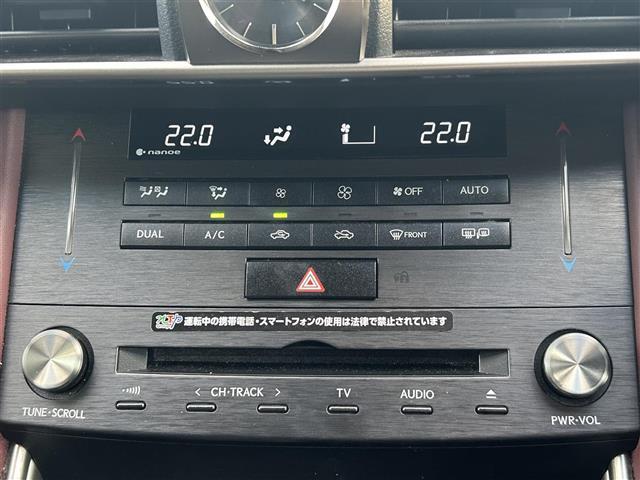 22.0
22.0
nanoe
OFF
AUTO
DUAL
A/C
FRONT
運転中の携帯電話・スマートフォンの使用は法律で禁止されています
CH・TRACK
TV
AUDIO
TUNE・SCROLL
PWR・VOL